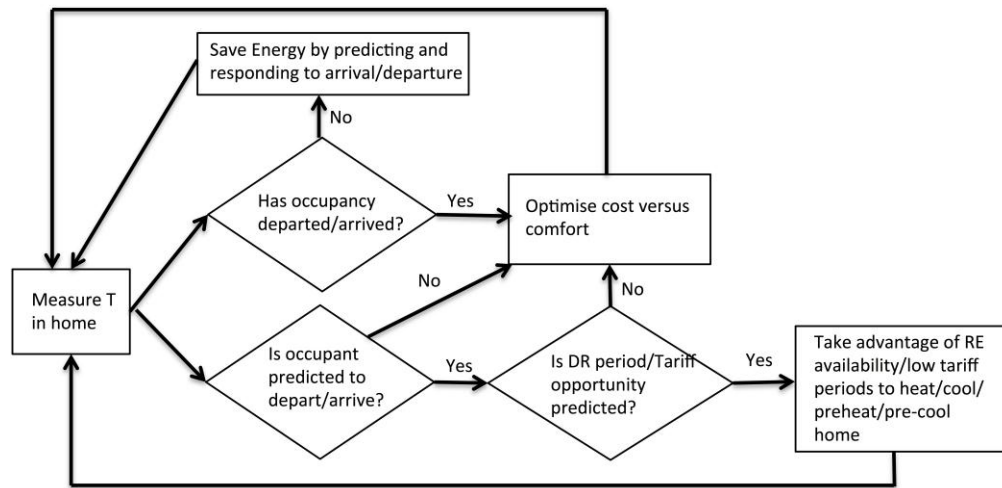 Save Energy by predicting and
responding to arrival/departure
No
Has occupancy
departed/arrived?
Yes
Optimise cost versus
comfort
Measure T
in home
No
No
Is occupant
predicted to
depart/arrive?
Yes
Is DR period/Tariff
opportunity
predicted?
Yes
Take advantage of RE
availability/low tariff
periods to heat/cool/
preheat/pre-cool
home